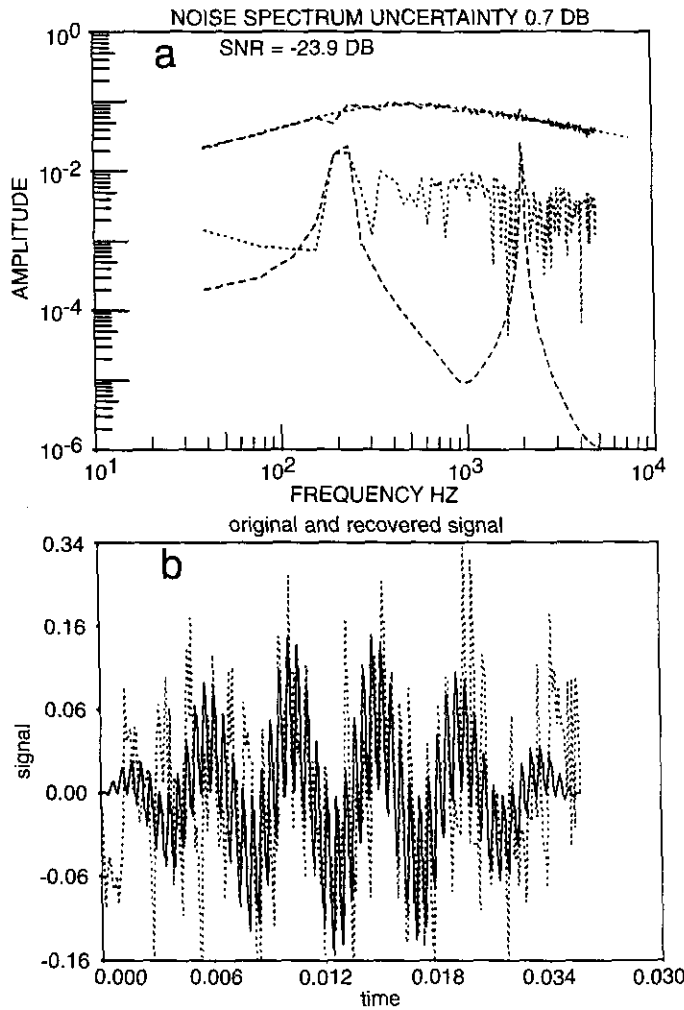 NOISE SPECTRUM UNCERTAINTY 0.7 DB
a
SNR = -23.9 DB
10^0
10^-2
10^-4
10^-6
AMPLITUDE
10^1 10^2 10^3 10^4
FREQUENCY HZ
original and recovered signal
b
0.34
0.16
0.06
0.00
-0.06
-0.16
signal
0.000 0.006 0.012 0.018 0.034 0.030
time